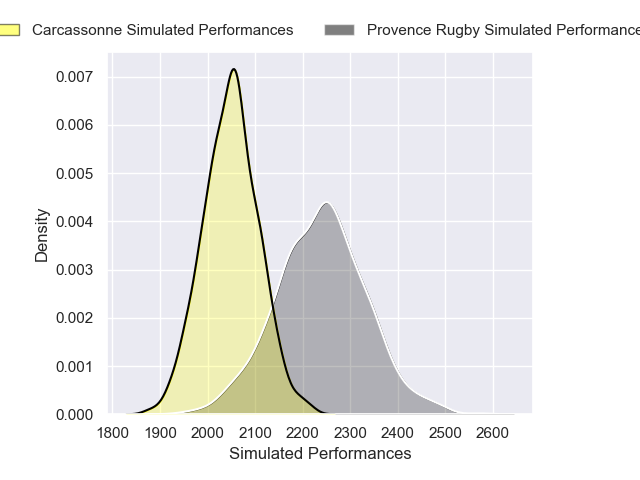 Carcassonne Simulated Performances Provence Rugby Simulated Performance
0.007
0.006
0.005
0.004
0.003
0.002
0.001
0.000
Density
1800 1900 2000 2100 2200 2300 2400 2500 2600
Simulated Performances